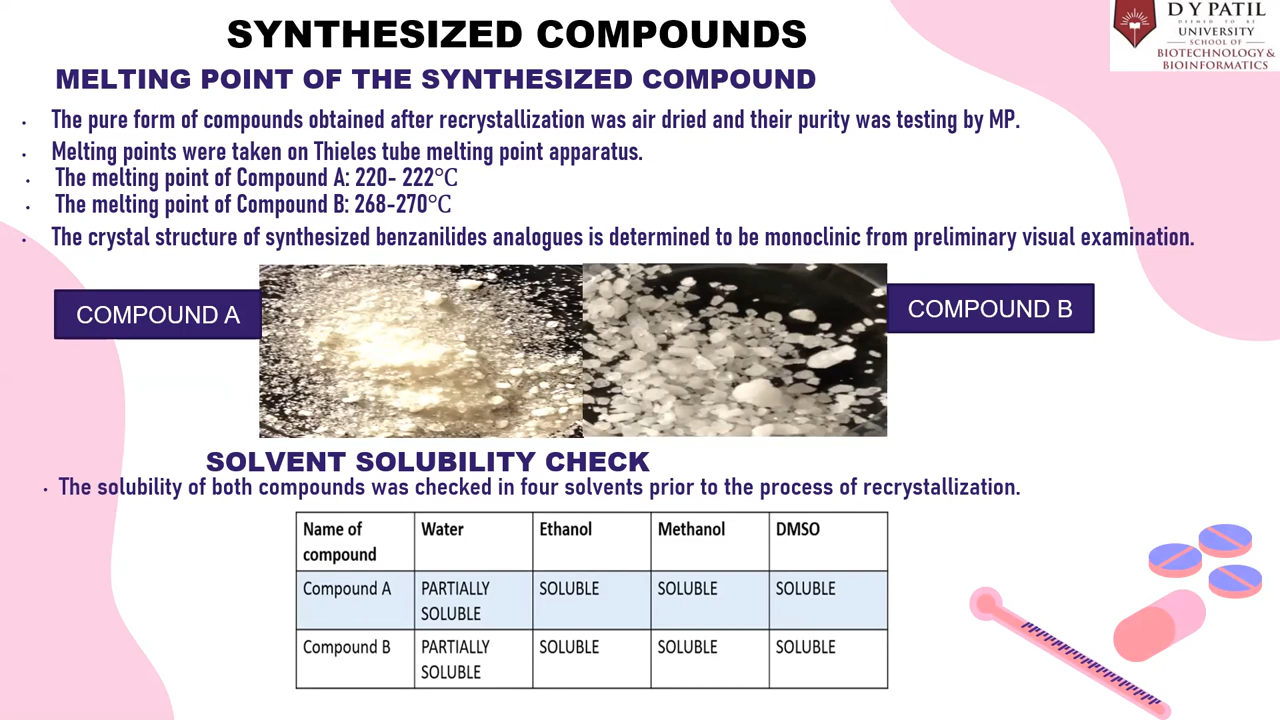 SYNTHESIZED COMPOUNDS
D Y PATIL
DEEMED TO BE
UNIVERSITY
SCHOOL OF
BIOTECHNOLOGY &
BIOINFORMATICS
MELTING POINT OF THE SYNTHESIZED COMPOUND
• The pure form of compounds obtained after recrystallization was air dried and their purity was testing by MP.
• Melting points were taken on Thieles tube melting point apparatus.
• The melting point of Compound A: 220- 222°C
• The melting point of Compound B: 268-270°C
• The crystal structure of synthesized benzanilides analogues is determined to be monoclinic from preliminary visual examination.
COMPOUND A
COMPOUND B
SOLVENT SOLUBILITY CHECK
• The solubility of both compounds was checked in four solvents prior to the process of recrystallization.
Name of compound Water Ethanol Methanol DMSO
Compound A PARTIALLY SOLUBLE SOLUBLE SOLUBLE SOLUBLE
Compound B PARTIALLY SOLUBLE SOLUBLE SOLUBLE SOLUBLE